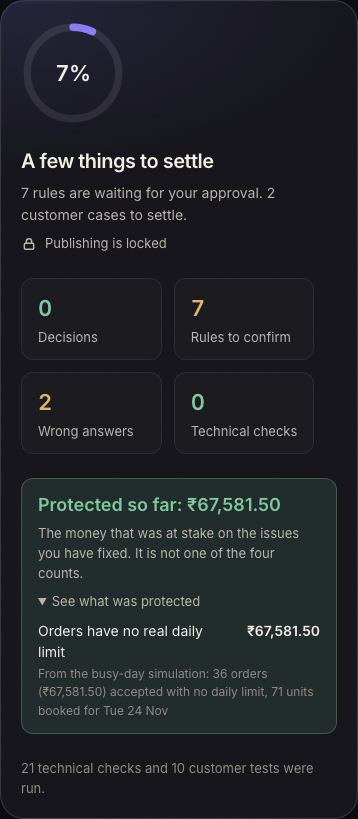 7%
A few things to settle
7 rules are waiting for your approval. 2
customer cases to settle.
Publishing is locked
0
Decisions
7
Rules to confirm
2
Wrong answers
0
Technical checks
Protected so far: ₹67,581.50
The money that was at stake on the issues
you have fixed. It is not one of the four
counts.
▼ See what was protected
Orders have no real daily
limit
₹67,581.50
From the busy-day simulation: 36 orders
(₹67,581.50) accepted with no daily limit, 71 units
booked for Tue 24 Nov
21 technical checks and 10 customer tests were
run.